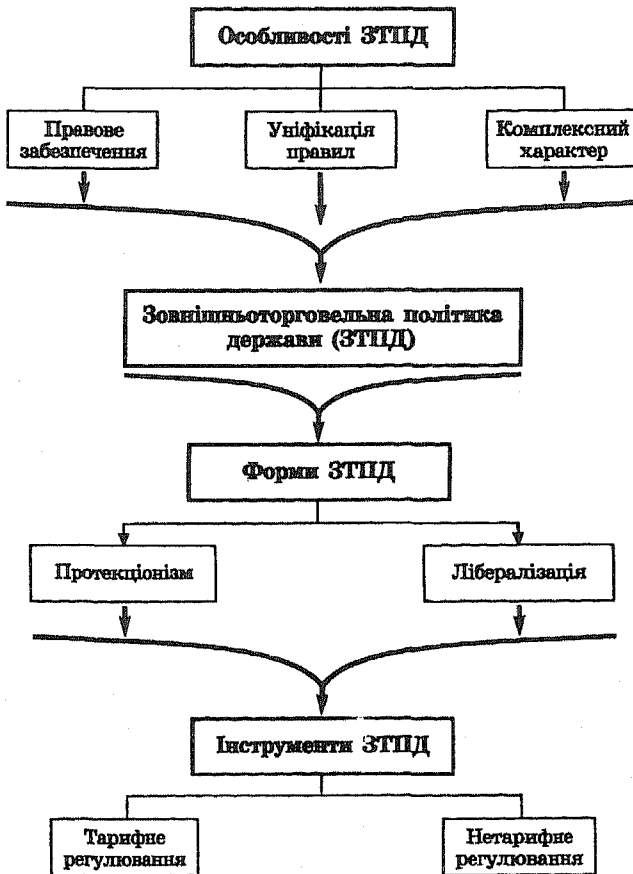 Особливості ЗТПД
Правове
забезпечення
Уніфікація
правил
Комплексний
характер
Зовнішньоторговельна політика
держави (ЗТПД)
Форми ЗТПД
Протекціонізм
Лібералізація
Інструменти ЗТПД
Тарифне
регулювання
Нетарифне
регулювання